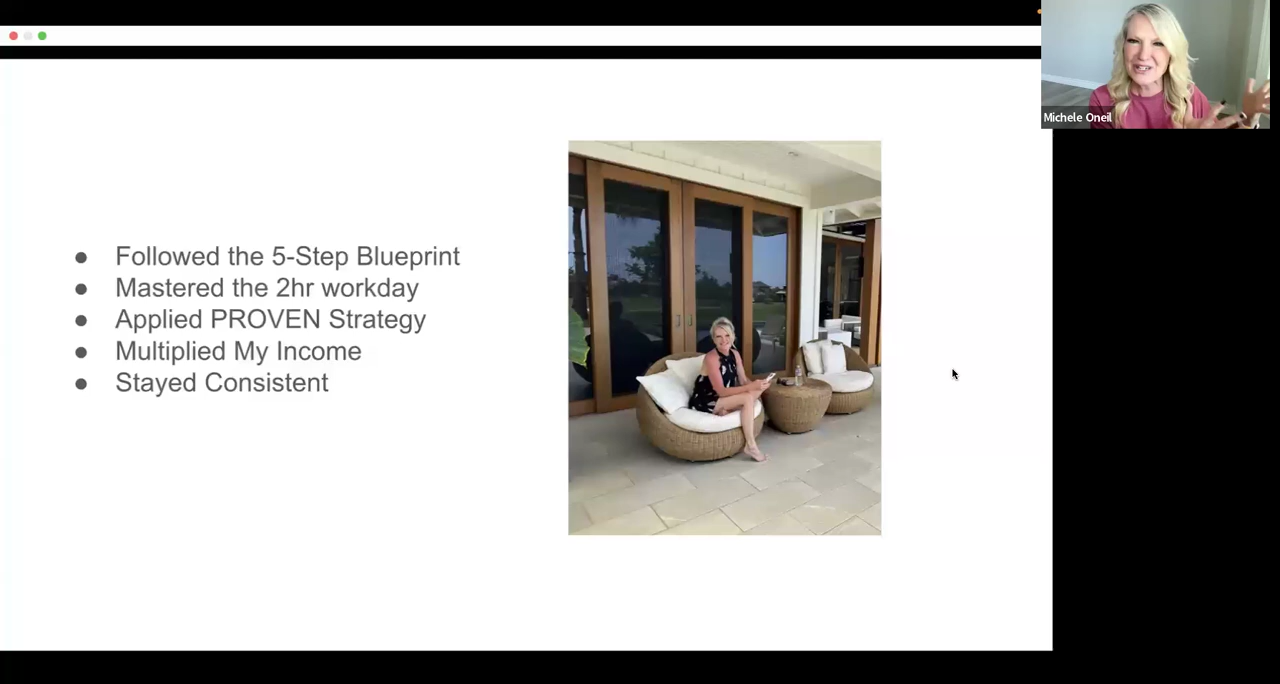 Michele Oneil
Followed the 5-Step Blueprint
Mastered the 2hr workday
Applied PROVEN Strategy
Multiplied My Income
Stayed Consistent